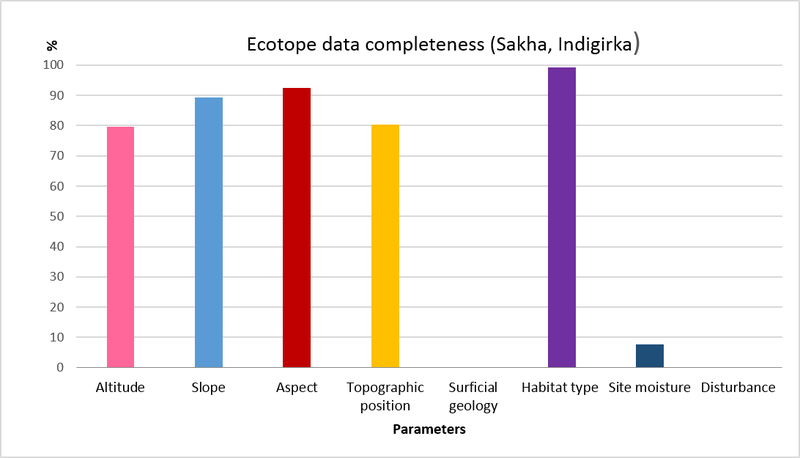 Ecotope data completeness (Sakha, Indigirka)
%
100
90
80
70
60
50
40
30
20
10
0
Altitude
Slope
Aspect
Topographic
position
Surficial
geology
Habitat type
Site moisture
Disturbance
Parameters